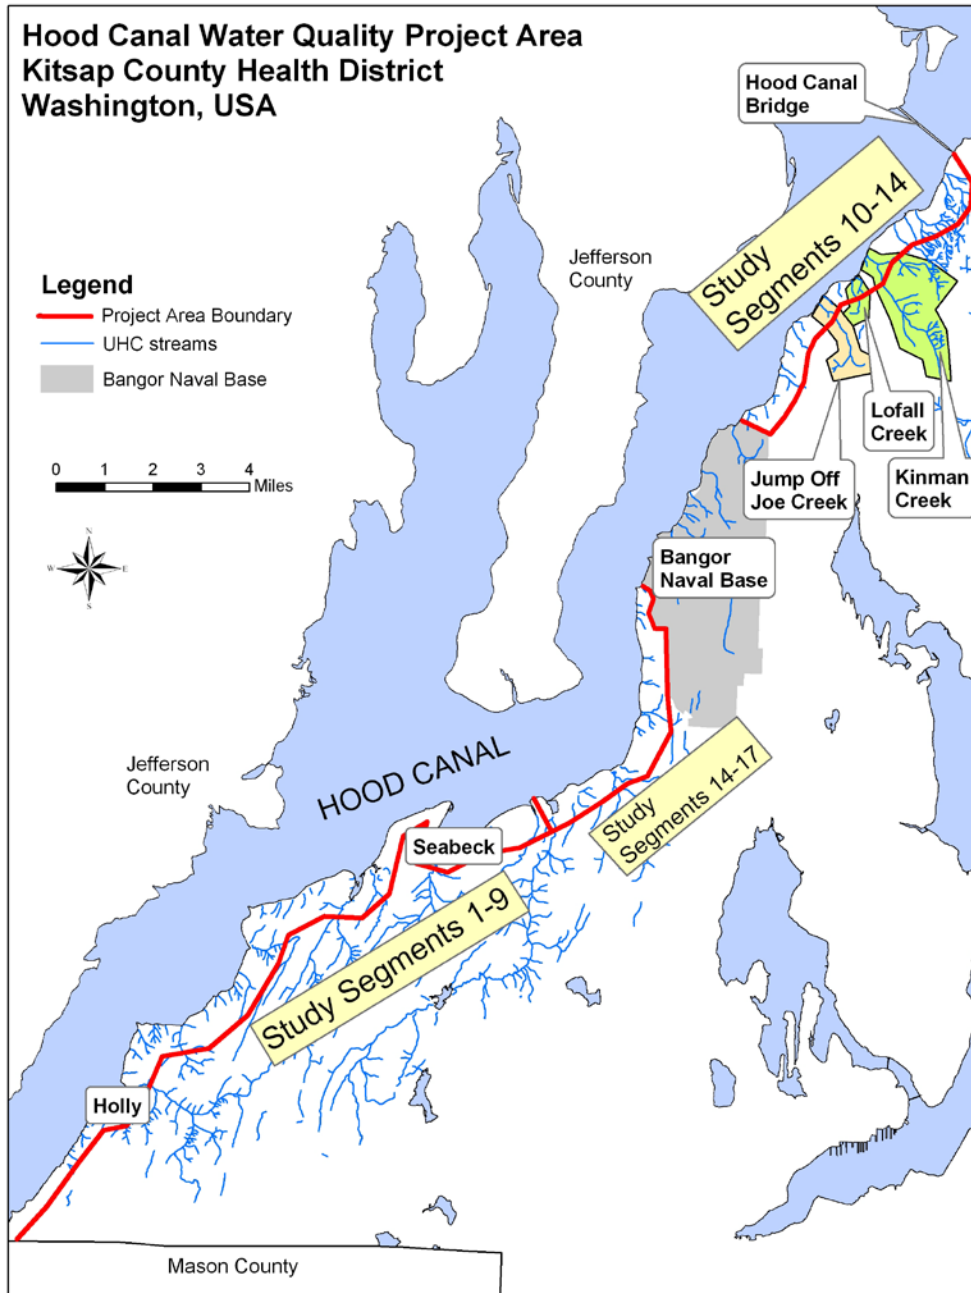 Hood Canal Water Quality Project Area
Kitsap County Health District
Washington, USA
Hood Canal
Bridge
Study
Segments 10-14
Jefferson
County
Legend
Project Area Boundary
UHC streams
Bangor Naval Base
0 1 2 3 4
Miles
N
W E
S
Lofall
Creek
Jump Off
Joe Creek
Kinman
Creek
Bangor
Naval Base
Jefferson
County
HOOD CANAL
Study
Segments 14-17
Seabeck
Study Segments 1-9
Holly
Mason County